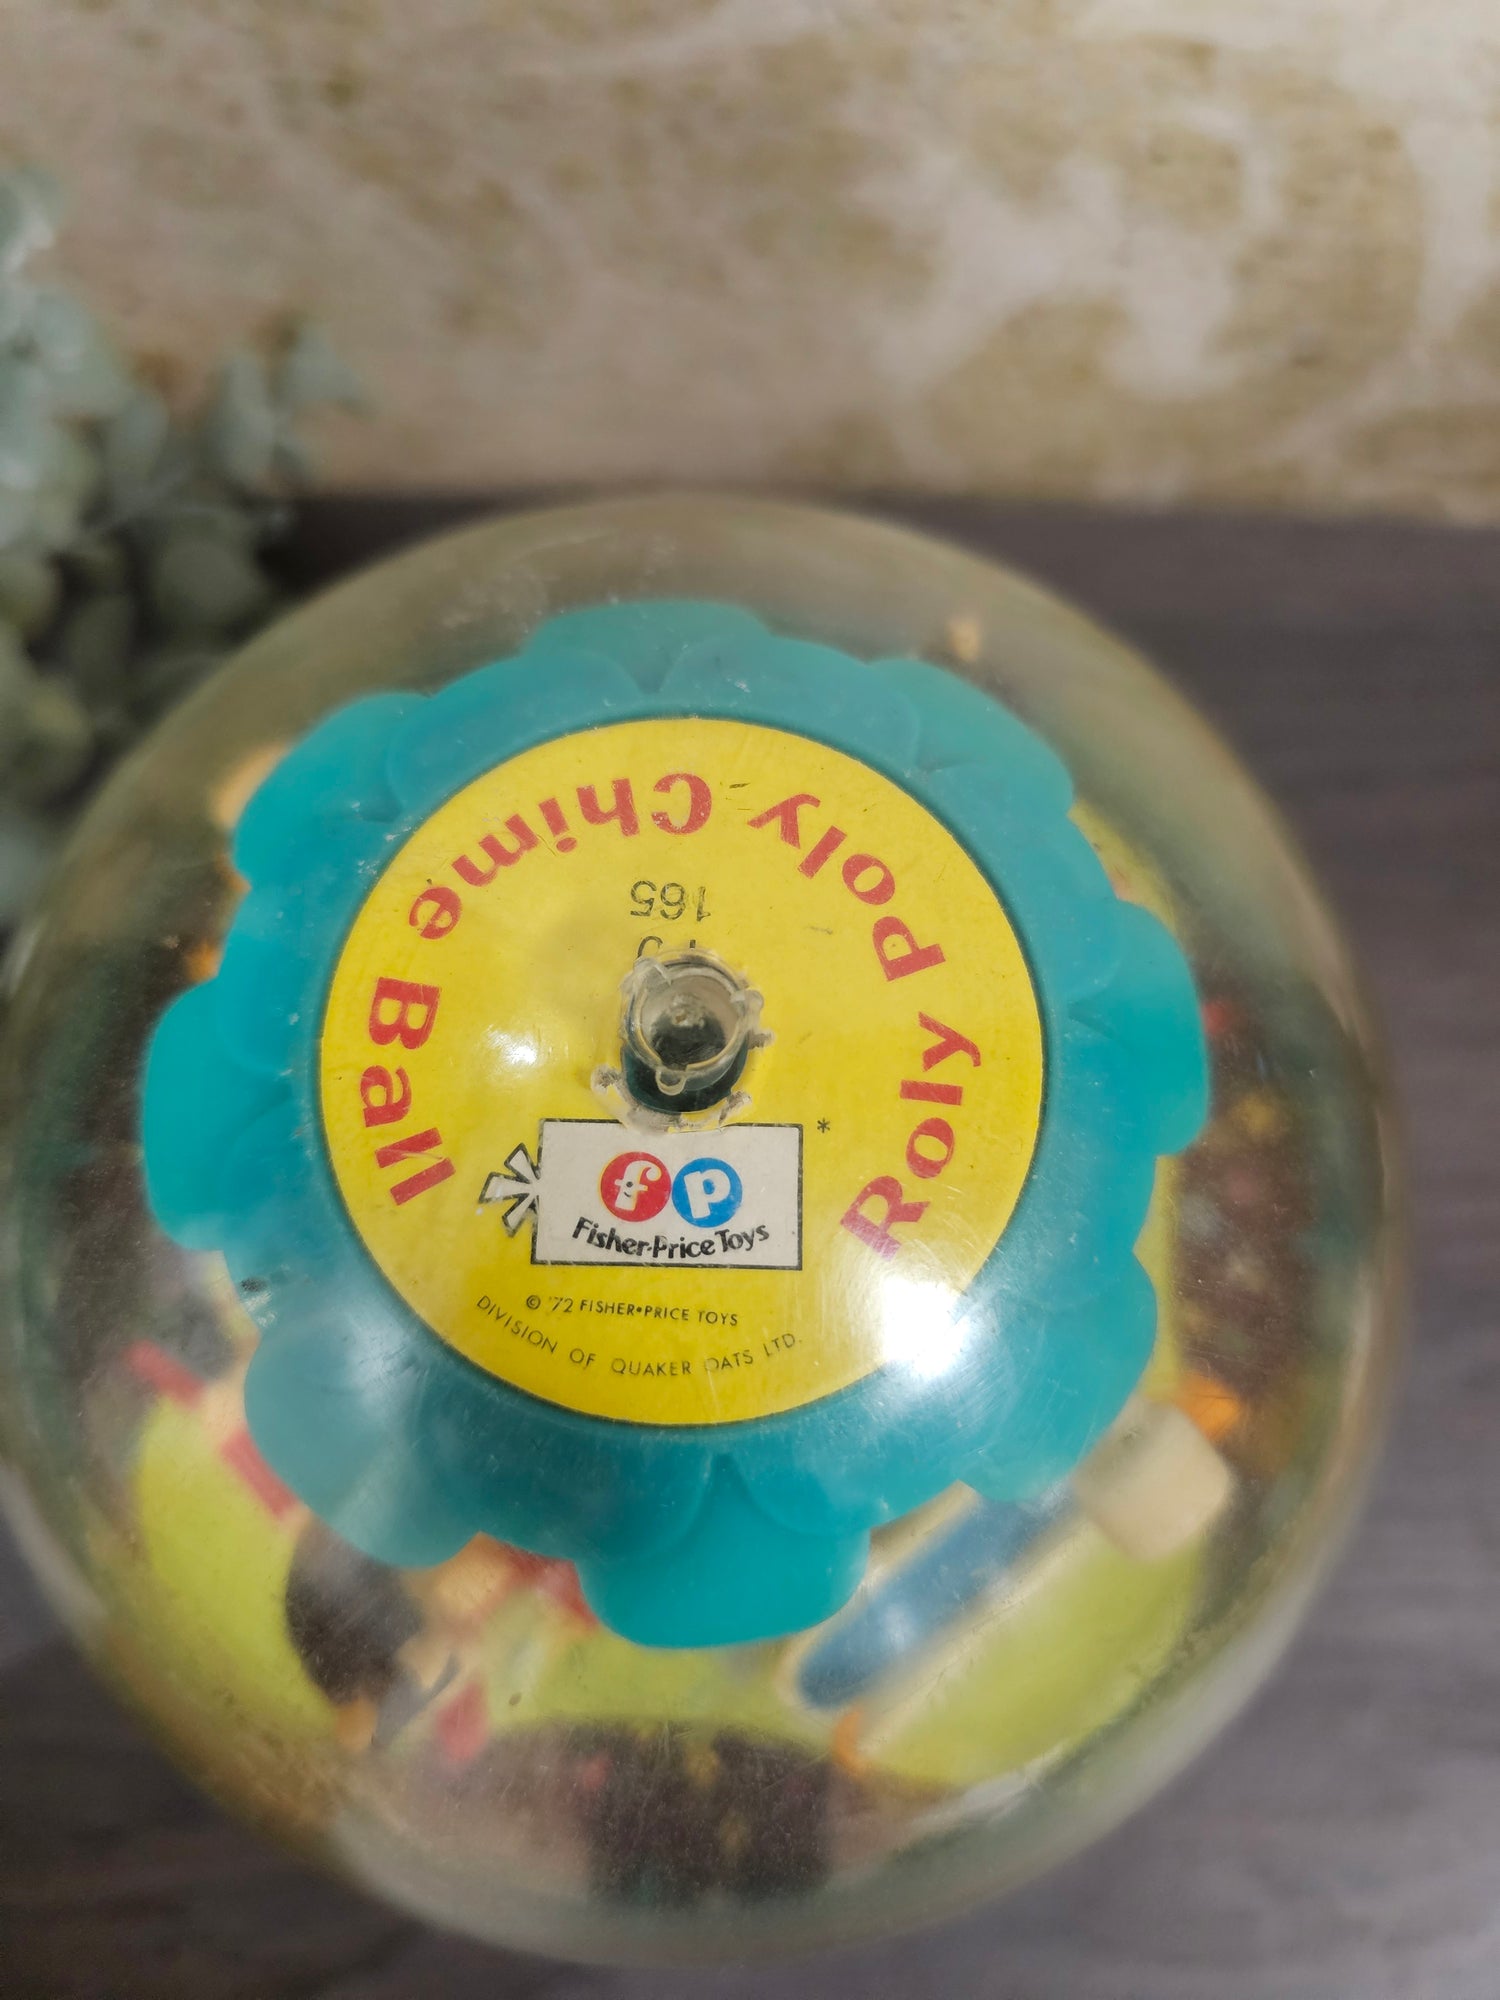 Roly Poly Chime Ball
165
*
fp
Fisher-Price Toys
© '72 FISHER•PRICE TOYS
DIVISION OF QUAKER OATS LTD.